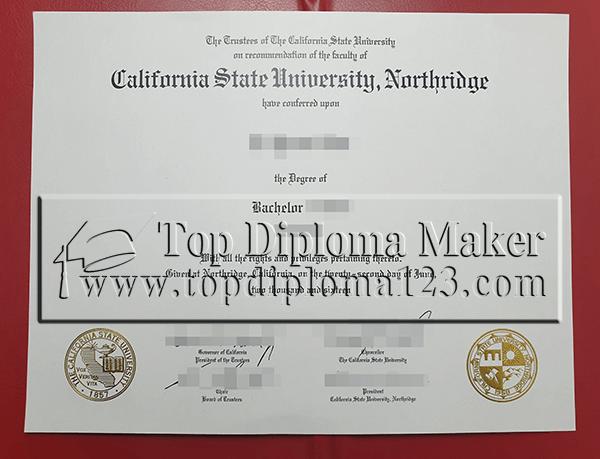 The Trustees of The California State University
on recommendation of the faculty of
California State University, Northridge
have conferred upon
the Degree of
Bachelor
Top Diploma Maker
With all the rights and privileges pertaining thereto.
Given at Northridge, California, on the twenty-second day of June,
www.topdiploma123.com
two thousand and sixteen
Governor of California
President of the Trustees
Chancellor
The California State University
Chair
Board of Trustees
President
California State University, Northridge
THE CALIFORNIA STATE UNIVERSITY
VOX
VERITAS
VITA
1857